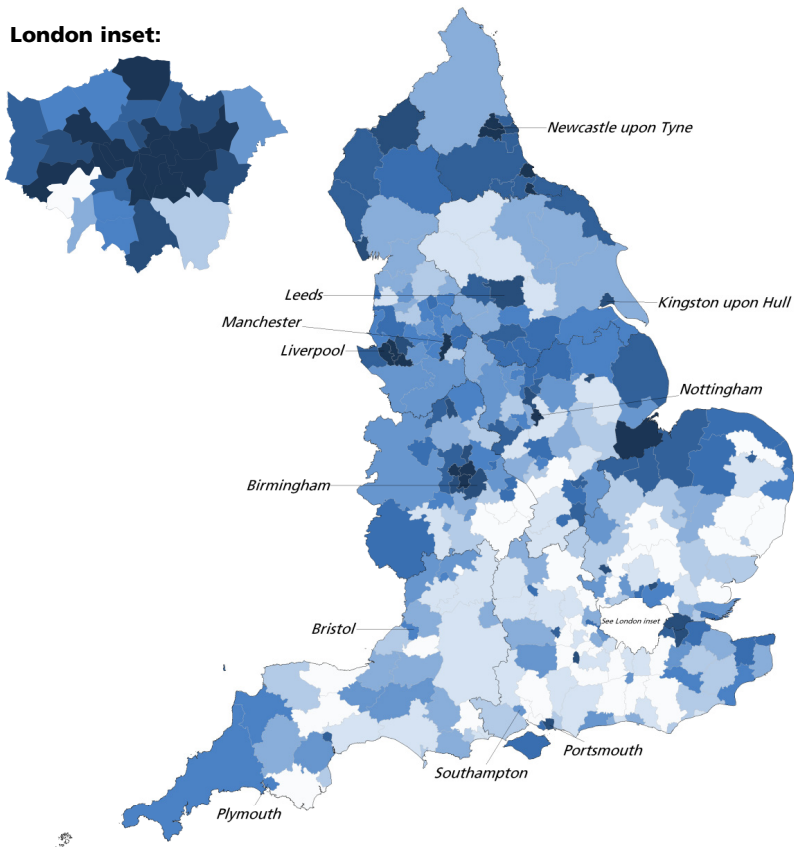 London inset:
Newcastle upon Tyne
Leeds
Kingston upon Hull
Manchester
Liverpool
Nottingham
Birmingham
See London inset
Bristol
Portsmouth
Southampton
Plymouth